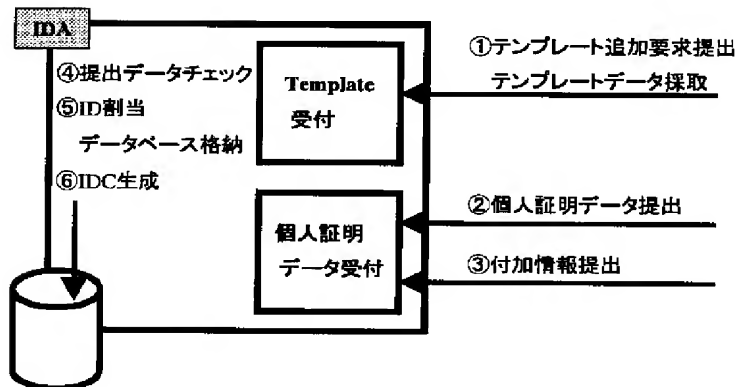 IDA
①テンプレート追加要求提出
テンプレートデータ採取
④提出データチェック
⑤ID割当
データベース格納
⑥IDC生成
Template
受付
②個人証明データ提出
個人証明
データ受付
③付加情報提出